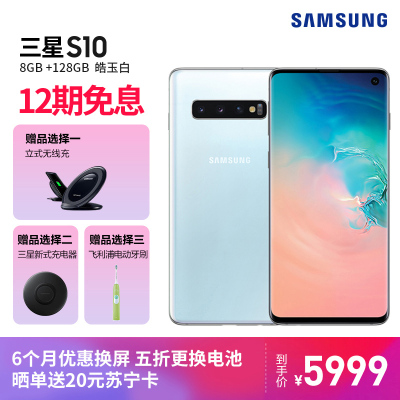 SAMSUNG
三星S10
8GB +128GB 皓玉白
12期免息
赠品选择一
立式无线充
赠品选择二
三星新式充电器
赠品选择三
飞利浦电动牙刷
SAMSUNG
6个月优惠换屏 五折更换电池
晒单送20元苏宁卡
到手价
¥5999